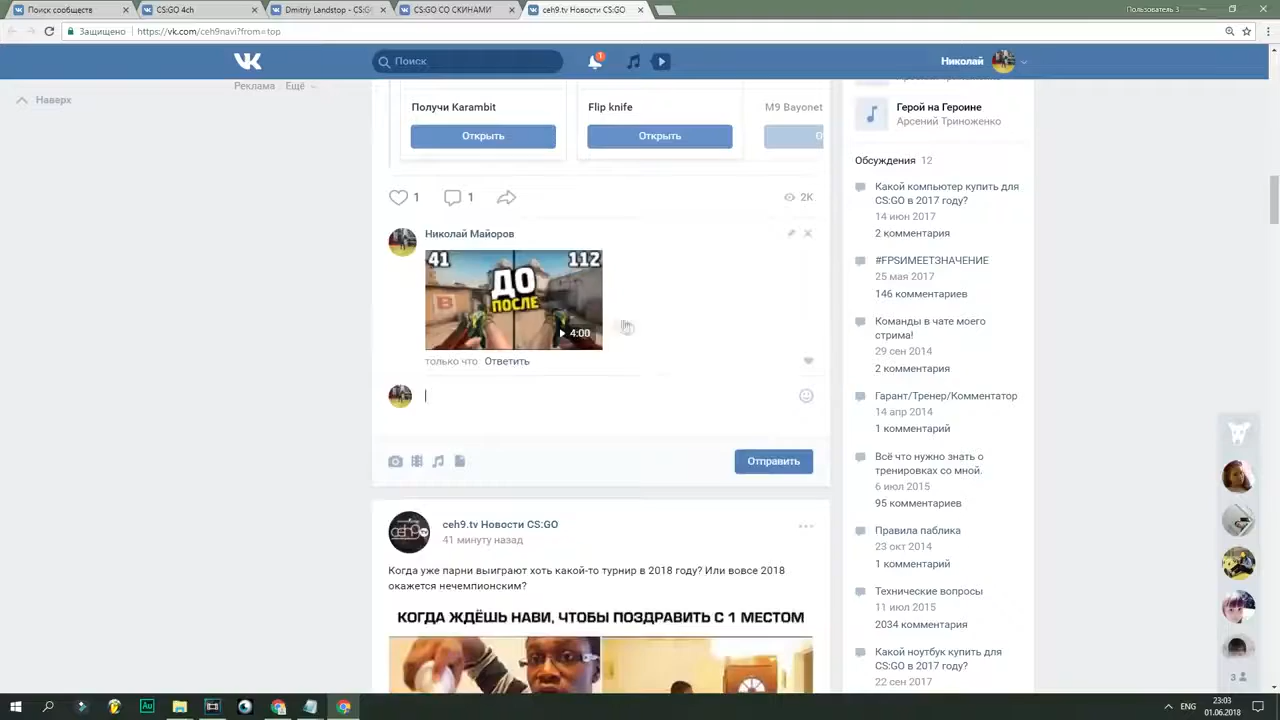 Поиск сообществ
CS:GO 4ch
Dmitriy Landstop - CS:G
CS:GO СО СКИНАМИ
ceh9.tv Новости CS:GO
Пользователь 3
Защищено
https://vk.com/ceh9navi?from=top
Поиск
1
Николай
Реклама Ещё
Наверх
Получи Karambit
Flip knife
M9 Bayonet
Открыть
Открыть
1
1
2K
Николай Майоров
41
112
ДО
ПОСЛЕ
B
4:00
только что Ответить
Отправить
ceh9.tv Новости CS:GO
41 минуту назад
Когда уже парни выиграют хоть какой-то турнир в 2018 году? Или вовсе 2018
окажется нечемпионским?
КОГДА ЖДЁШЬ НАВИ, ЧТОБЫ ПОЗДРАВИТЬ С 1 МЕСТОМ
Герой на Героине
Арсений Триноженко
Обсуждения 12
Какой компьютер купить для
CS:GO в 2017 году?
14 июн 2017
2 комментария
#FPSИМЕЕТЗНАЧЕНИЕ
25 мая 2017
146 комментариев
Команды в чате моего
стрима!
29 сен 2014
2 комментария
Гарант/Тренер/Комментатор
14 апр 2014
1 комментарий
Всё что нужно знать о
тренировках со мной.
6 июл 2015
95 комментариев
Правила паблика
23 окт 2014
1 комментарий
Технические вопросы
11 июл 2015
2034 комментария
Какой ноутбук купить для
CS:GO в 2017 году?
22 сен 2017
3
Au
ENG
23:03
01.06.2018